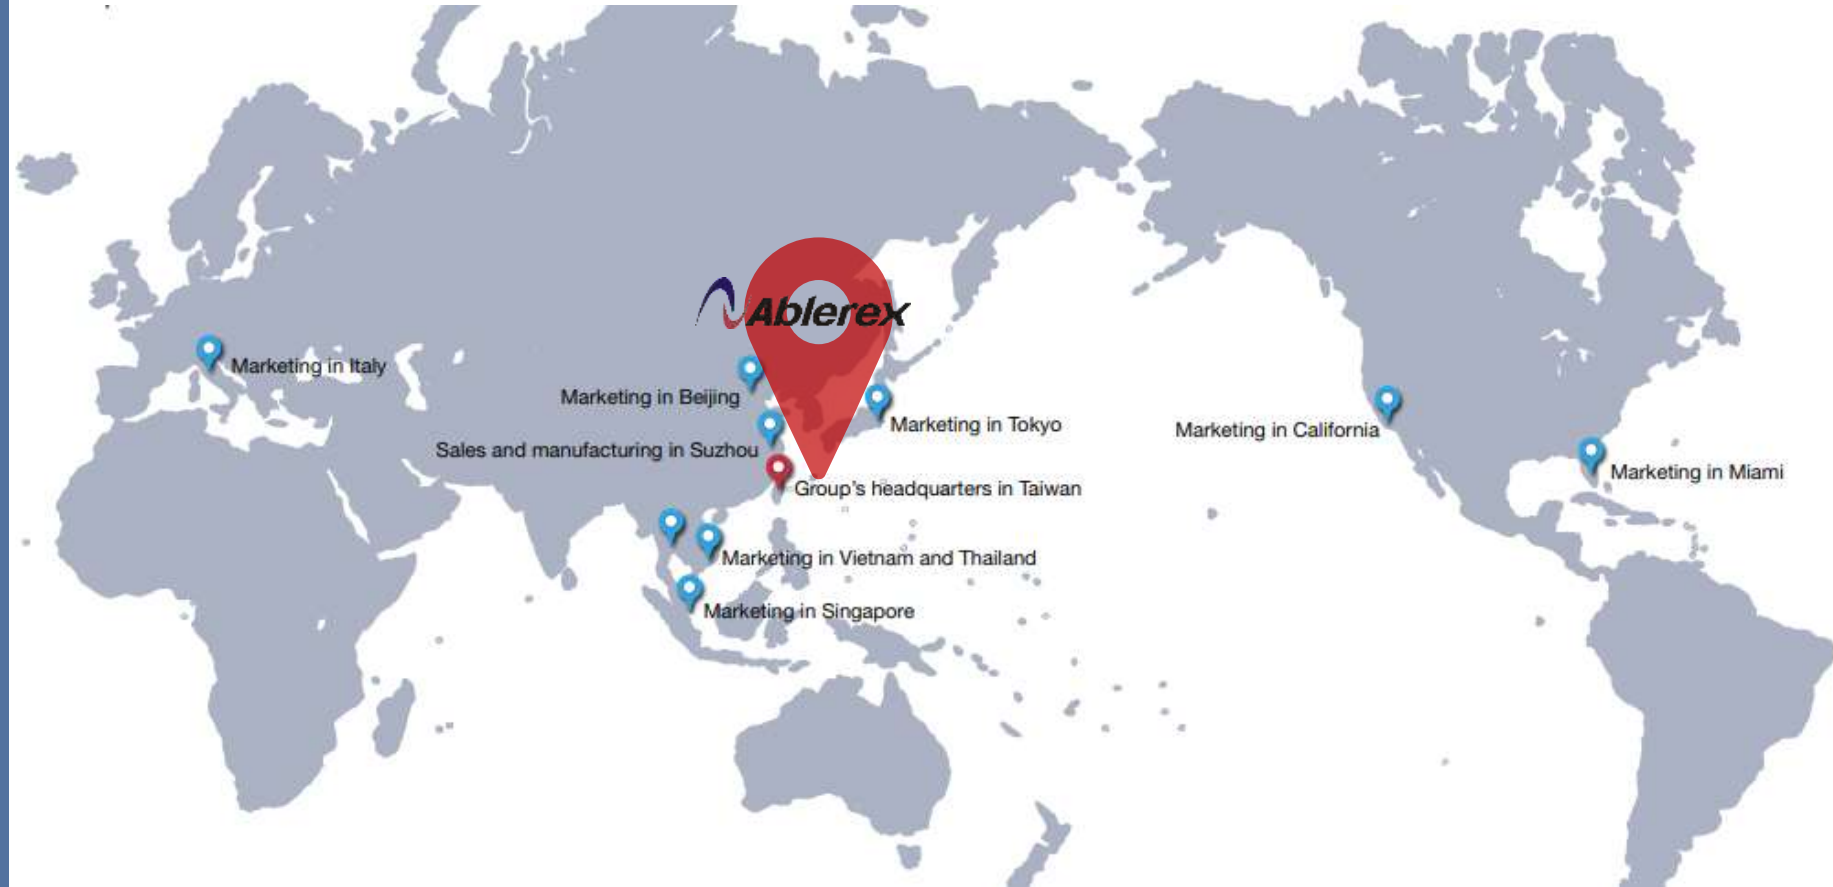 Ablerex
Marketing in Italy
Marketing in Beijing
Marketing in Tokyo
Marketing in California
Sales and manufacturing in Suzhou
Marketing in Miami
Group's headquarters in Taiwan
Marketing in Vietnam and Thailand
Marketing in Singapore